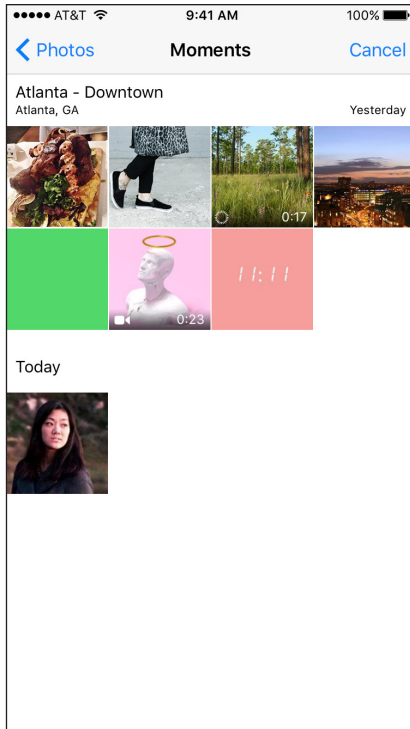 AT&T 9:41 AM 100%
Photos Moments Cancel
Atlanta - Downtown
Atlanta, GA Yesterday
0:17
0:23
11:11
Today